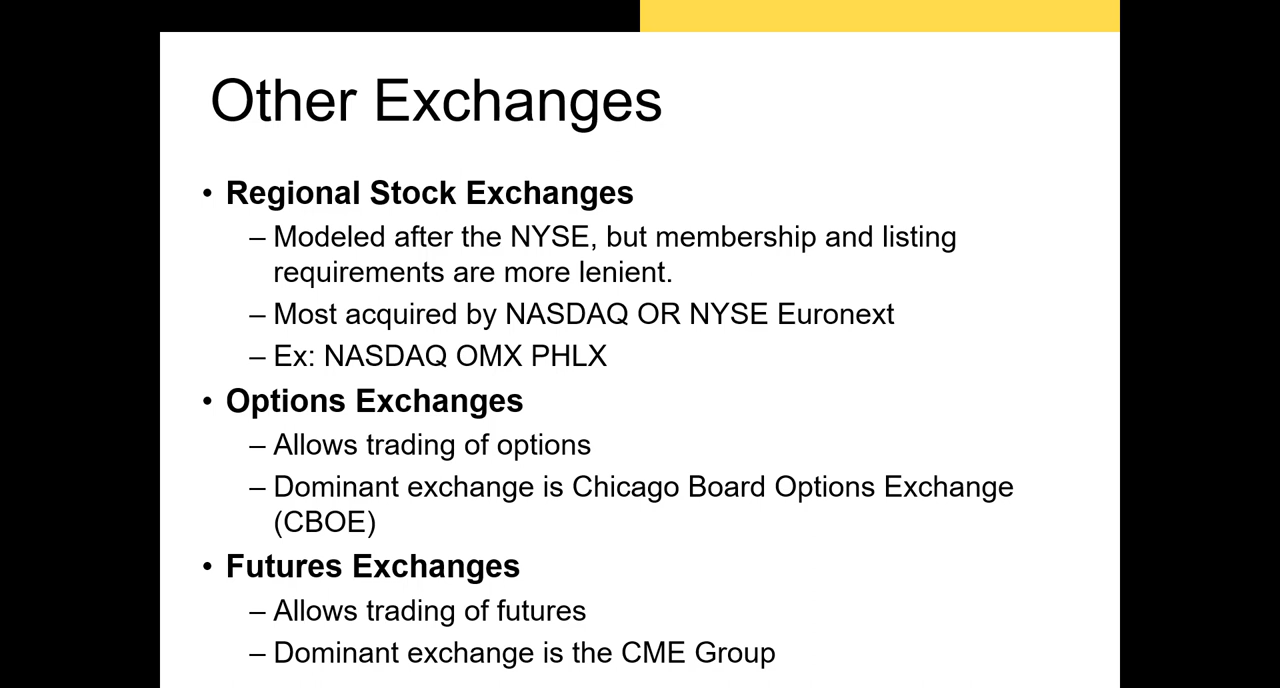 Other Exchanges
• Regional Stock Exchanges
– Modeled after the NYSE, but membership and listing
requirements are more lenient.
– Most acquired by NASDAQ OR NYSE Euronext
– Ex: NASDAQ OMX PHLX
• Options Exchanges
– Allows trading of options
– Dominant exchange is Chicago Board Options Exchange
(CBOE)
• Futures Exchanges
– Allows trading of futures
– Dominant exchange is the CME Group